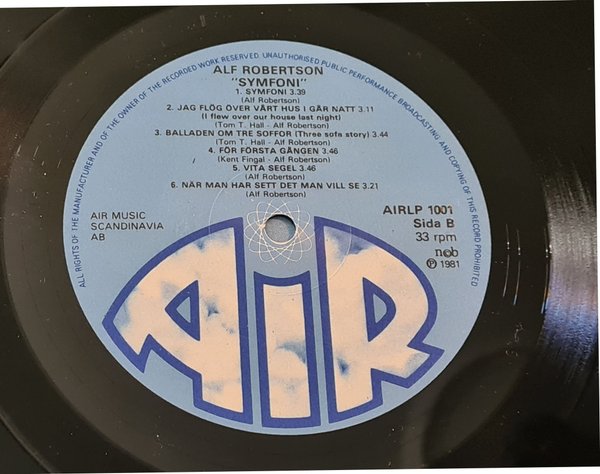 ALL RIGHTS OF THE MANUFACTURER AND OF THE OWNER OF THE RECORDED WORK RESERVED UNAUTHORISED PUBLIC PERFORMANCE BROADCASTING AND COPYING OF THIS RECORD PROHIBITED
ALF ROBERTSON
"SYMFONI"
1. SYMFONI 3.39
(Alf Robertson)
2. JAG FLÖG ÖVER VÅRT HUS I GÅR NATT 3.11
(I flew over our house last night)
(Tom T. Hall - Alf Robertson)
3. BALLADEN OM TRE SOFFOR (Three sofa story) 3.44
(Tom T. Hall - Alf Robertson)
4. FÖR FÖRSTA GÅNGEN 3.46
(Kent Fingal - Alf Robertson)
5. VITA SEGEL 3.46
(Alf Robertson)
6. NÄR MAN HAR SETT DET MAN VILL SE 3.21
(Alf Robertson)
AIR MUSIC
SCANDINAVIA
AB
AIRLP 1001
Side B
33 rpm
n©b
℗ 1981
AIR